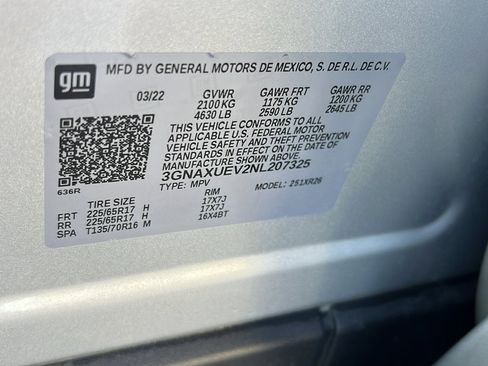 gm
MFD BY GENERAL MOTORS DE MEXICO, S. DE R.L. DE C.V.
03/22 GVWR GAWR FRT GAWR RR
2100 KG 1175 KG 1200 KG
4630 LB 2590 LB 2645 LB
THIS VEHICLE CONFORMS TO ALL
APPLICABLE U.S. FEDERAL MOTOR
VEHICLE SAFETY AND THEFT PREVENTION
STANDARDS IN EFFECT ON THE DATE OF
MANUFACTURE SHOWN ABOVE.
3GNAXUEV2NL207325
636R TYPE: MPV MODEL: 251XR26
TIRE SIZE RIM
FRT 225/65R17 H 17X7J
RR 225/65R17 H 17X7J
SPA T135/70R16 M 16X4BT